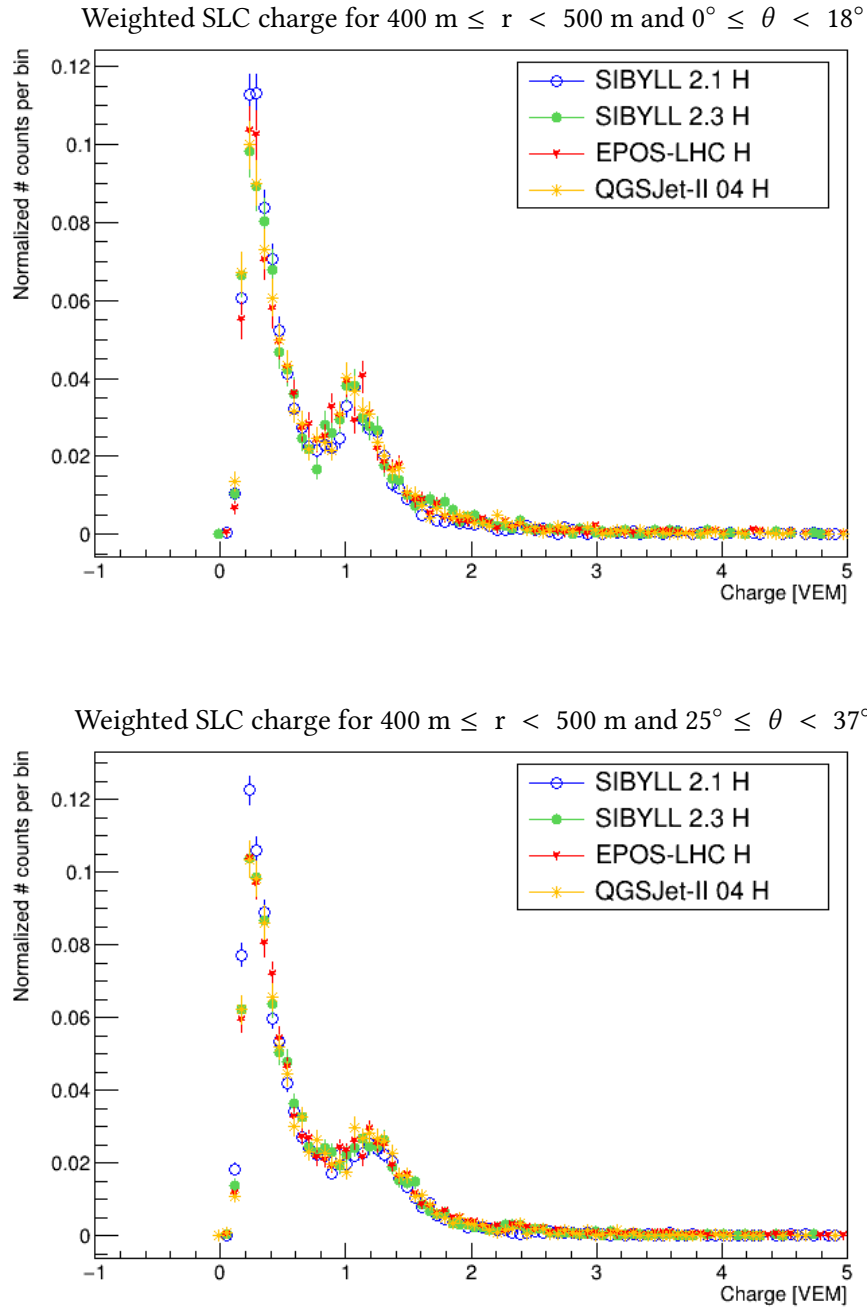 Weighted SLC charge for 400 m ≤ r < 500 m and 0° ≤ θ < 18°
Normalized # counts per bin
0.12
0.1
0.08
0.06
0.04
0.02
0
SIBYLL 2.1 H
SIBYLL 2.3 H
EPOS-LHC H
QGSJet-II 04 H
−1 0 1 2 3 4 5
Charge [VEM]
Weighted SLC charge for 400 m ≤ r < 500 m and 25° ≤ θ < 37°
Normalized # counts per bin
0.12
0.1
0.08
0.06
0.04
0.02
0
SIBYLL 2.1 H
SIBYLL 2.3 H
EPOS-LHC H
QGSJet-II 04 H
−1 0 1 2 3 4 5
Charge [VEM]